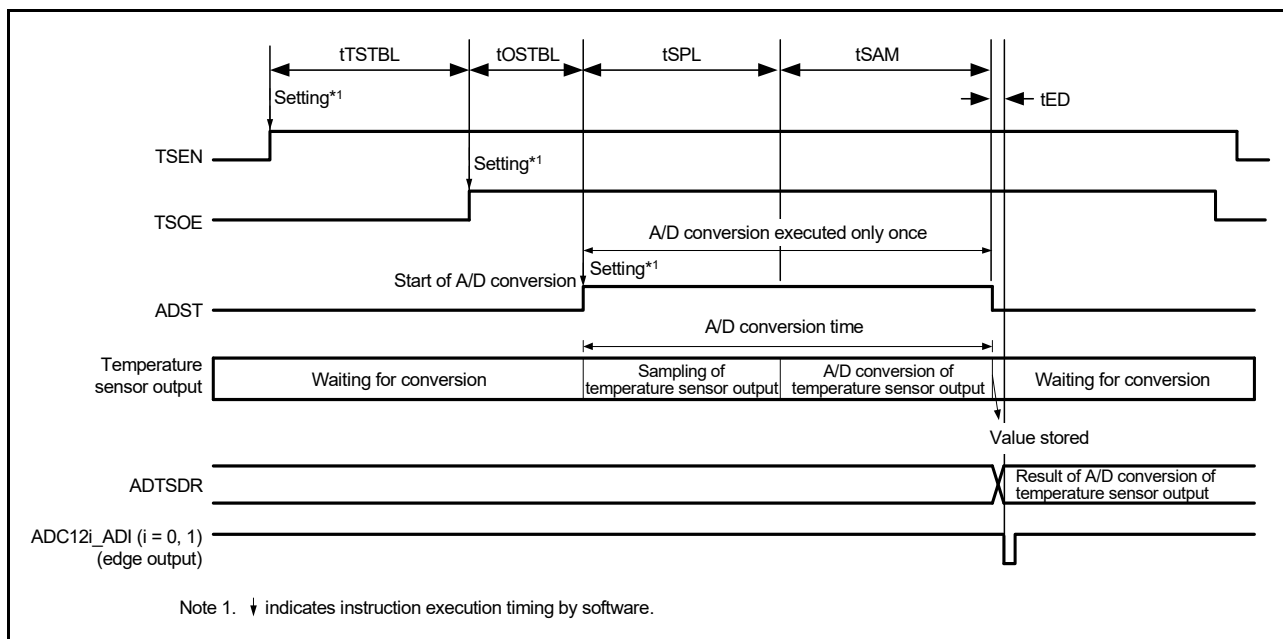 tTSTBL
tOSTBL
tSPL
tSAM
tED
Setting*1
TSEN
Setting*1
TSOE
A/D conversion executed only once
Start of A/D conversion
Setting*1
ADST
A/D conversion time
Temperature
sensor output
Waiting for conversion
Sampling of
temperature sensor output
A/D conversion of
temperature sensor output
Waiting for conversion
Value stored
ADTSDR
Result of A/D conversion of
temperature sensor output
ADC12i_ADI (i = 0, 1)
(edge output)
Note 1. ↓ indicates instruction execution timing by software.